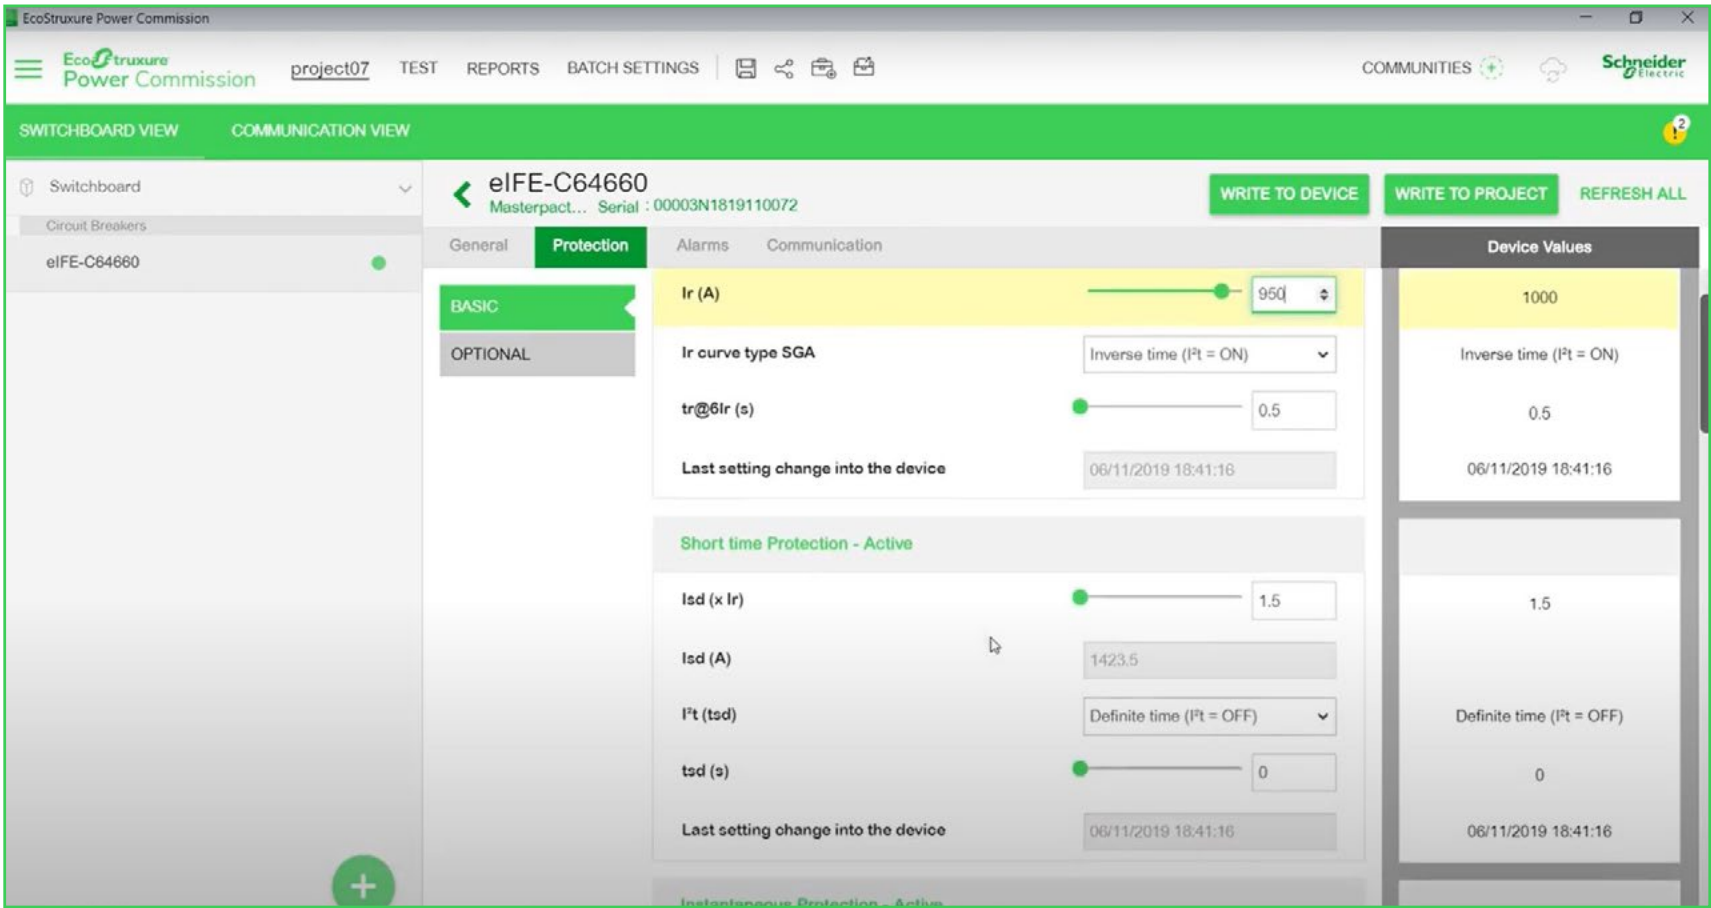 EcoStruxure Power Commission
EcoStruxure
Power Commission
project07 TEST REPORTS BATCH SETTINGS
COMMUNITIES
Schneider
Electric
SWITCHBOARD VIEW COMMUNICATION VIEW
2
Switchboard
Circuit Breakers
eIFE-C64660
eIFE-C64660
Masterpact... Serial : 00003N1819110072
WRITE TO DEVICE WRITE TO PROJECT REFRESH ALL
General Protection Alarms Communication Device Values
BASIC
OPTIONAL
Ir (A) 950 1000
Ir curve type SGA Inverse time (I²t = ON) Inverse time (I²t = ON)
tr@6Ir (s) 0.5 0.5
Last setting change into the device 06/11/2019 18:41:16 06/11/2019 18:41:16
Short time Protection - Active
Isd (x Ir) 1.5 1.5
Isd (A) 1423.5
I²t (tsd) Definite time (I²t = OFF) Definite time (I²t = OFF)
tsd (s) 0 0
Last setting change into the device 06/11/2019 18:41:16 06/11/2019 18:41:16
Instantaneous Protection - Active